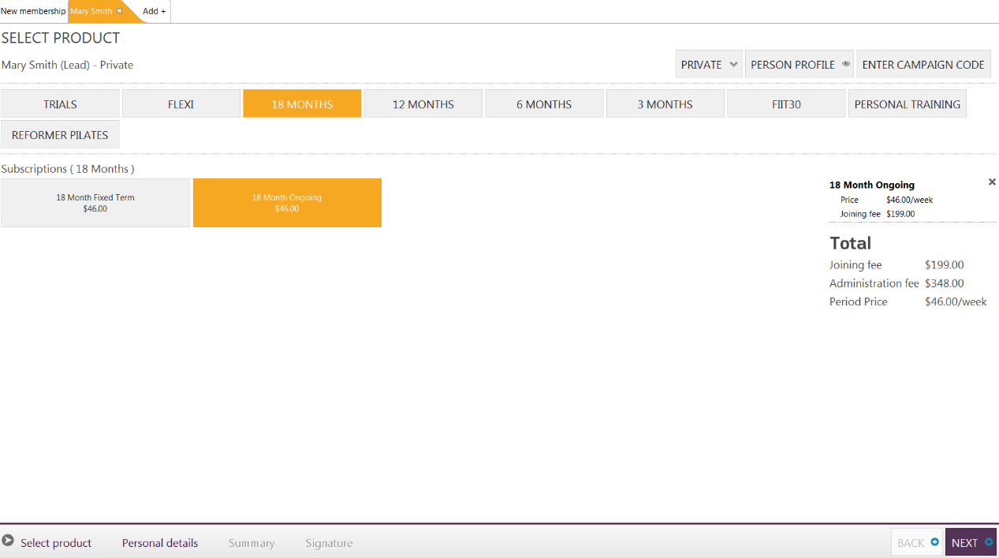 New membership Mary Smith Add +
SELECT PRODUCT
Mary Smith (Lead) - Private
PRIVATE PERSON PROFILE ENTER CAMPAIGN CODE
TRIALS FLEXI 18 MONTHS 12 MONTHS 6 MONTHS 3 MONTHS FIIT30 PERSONAL TRAINING
REFORMER PILATES
Subscriptions ( 18 Months )
18 Month Fixed Term
$46.00
18 Month Ongoing
$46.00
18 Month Ongoing
Price $46.00/week
Joining fee $199.00
Total
Joining fee $199.00
Administration fee $348.00
Period Price $46.00/week
Select product Personal details Summary Signature BACK NEXT